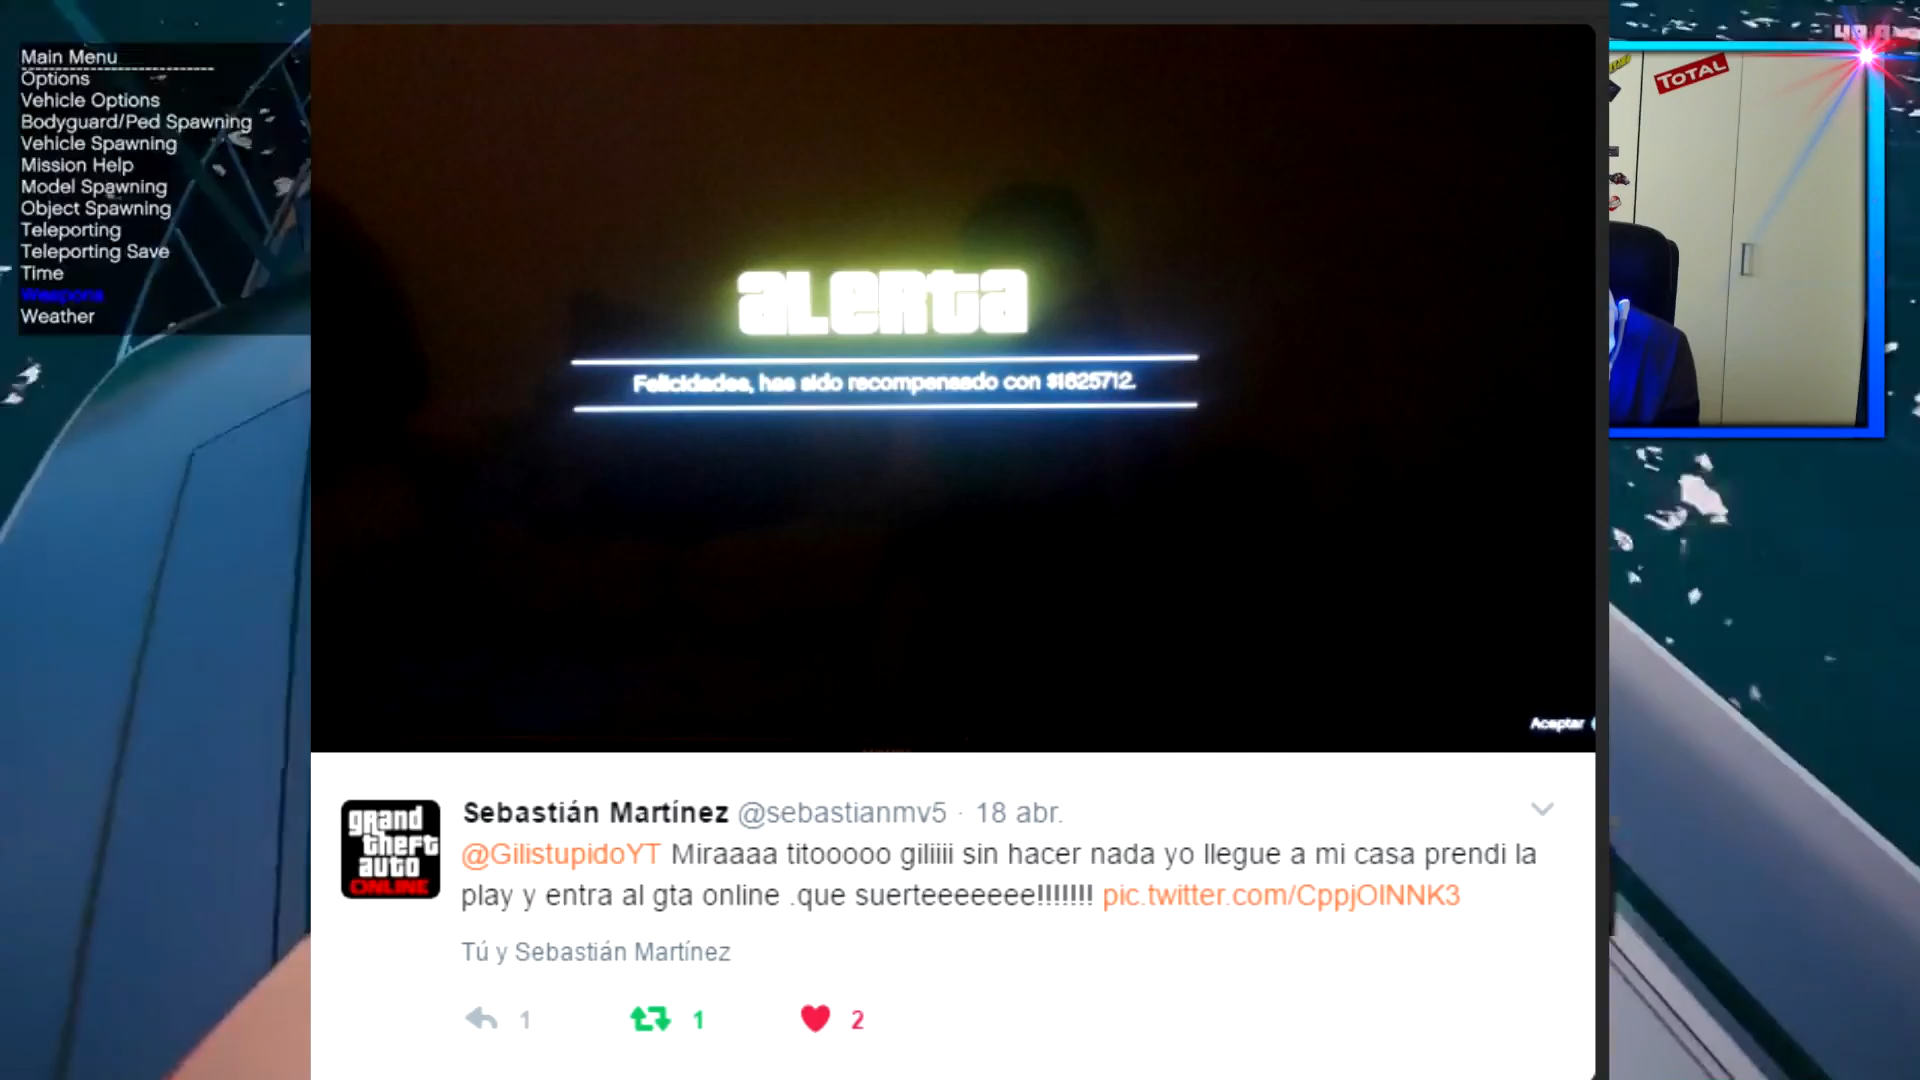 Main Menu
Options
Vehicle Options
Bodyguard/Ped Spawning
Vehicle Spawning
Mission Help
Model Spawning
Object Spawning
Teleporting
Teleporting Save
Time
Weapons
Weather
TOTAL
aLERTa
Felicidades, has sido recompensado con $1625712.
Aceptar
grand
theft
auto
ONLINE
Sebastián Martínez @sebastianmv5 · 18 abr.
@GilistupidoYT Miraaaa titooooo giliiii sin hacer nada yo llegue a mi casa prendi la
play y entra al gta online .que suerteeeeeee!!!!!!! pic.twitter.com/CppjOlNNK3
Tú y Sebastián Martínez
1
1
2